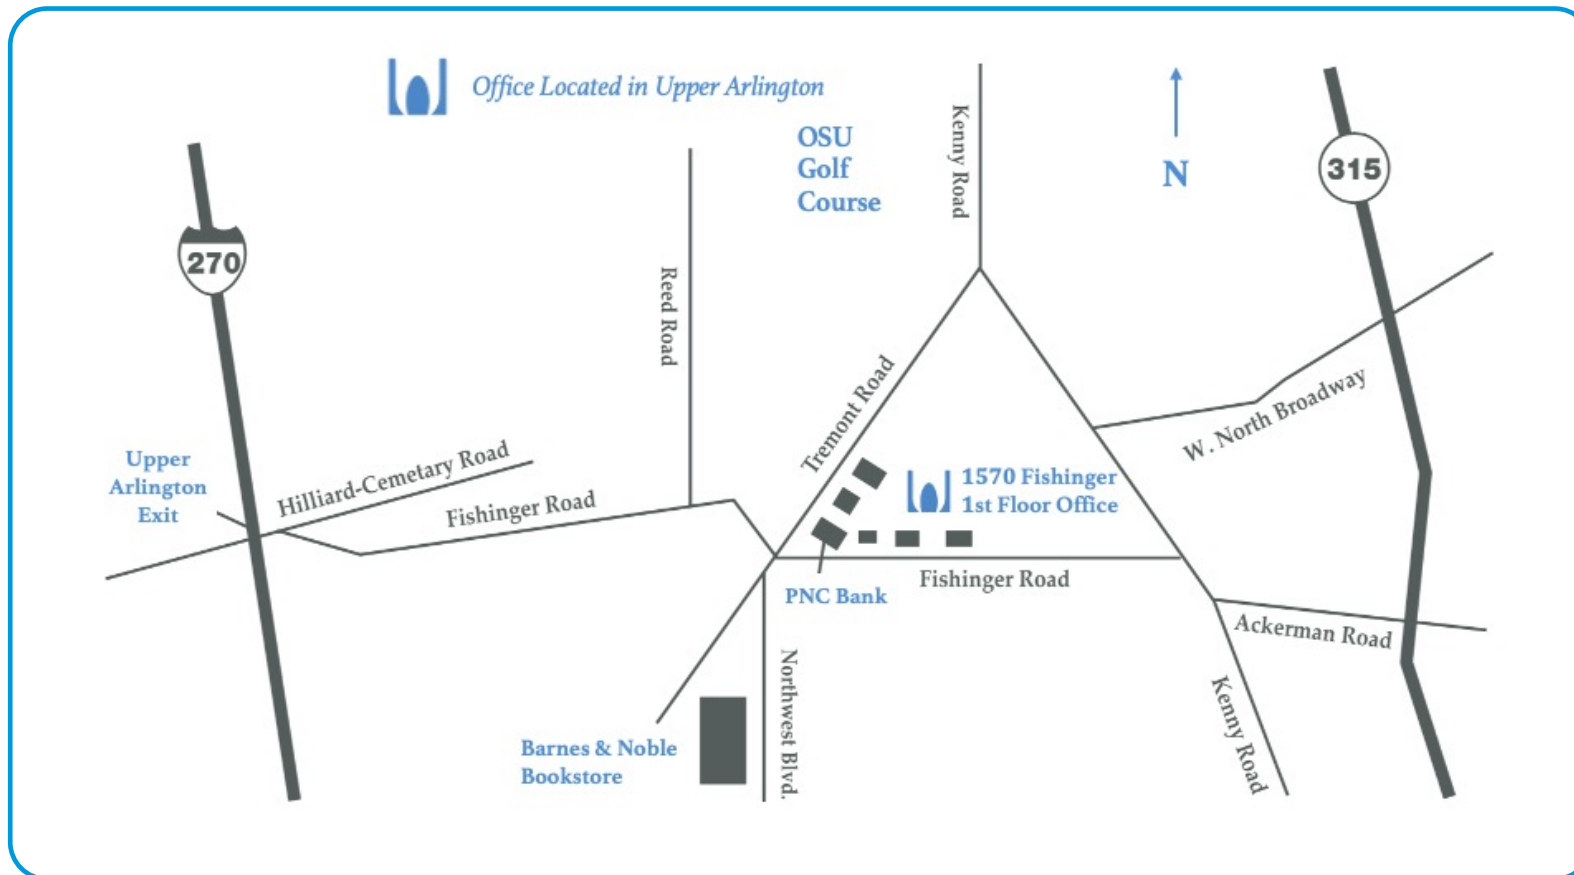 Office Located in Upper Arlington
OSU
Golf
Course
Kenny Road
N
315
270
Reed Road
Tremont Road
W. North Broadway
Upper
Arlington
Exit
Hilliard-Cemetary Road
Fishinger Road
1570 Fishinger
1st Floor Office
Fishinger Road
PNC Bank
Ackerman Road
Northwest Blvd.
Kenny Road
Barnes & Noble
Bookstore